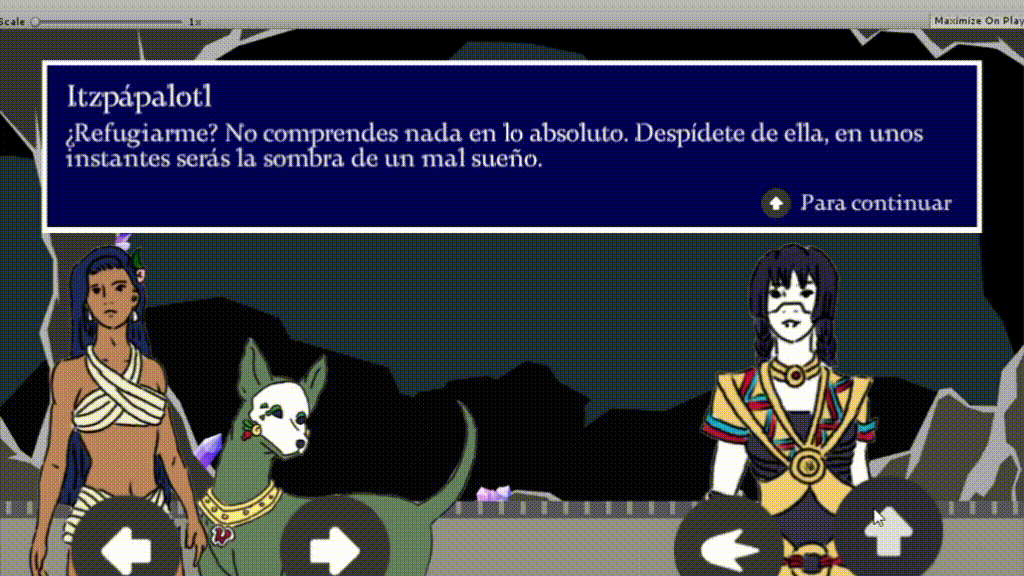 Scale 1x Maximize On Play
Itzpápalotl
¿Refugiarme? No comprendes nada en lo absoluto. Despídete de ella, en unos
instantes serás la sombra de un mal sueño.
Para continuar